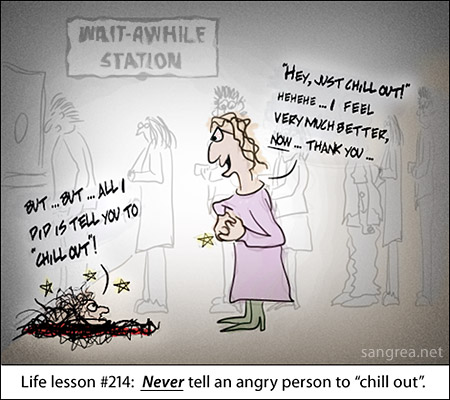 WAIT-AWHILE
STATION
"HEY, JUST CHILL OUT!"
HEHEHE ... I FEEL
VERY MUCH BETTER,
NOW ... THANK YOU ...
BUT ... BUT ... ALL I
DID IS TELL YOU TO
"CHILL OUT"!
sangrea.net
Life lesson #214: Never tell an angry person to “chill out”.